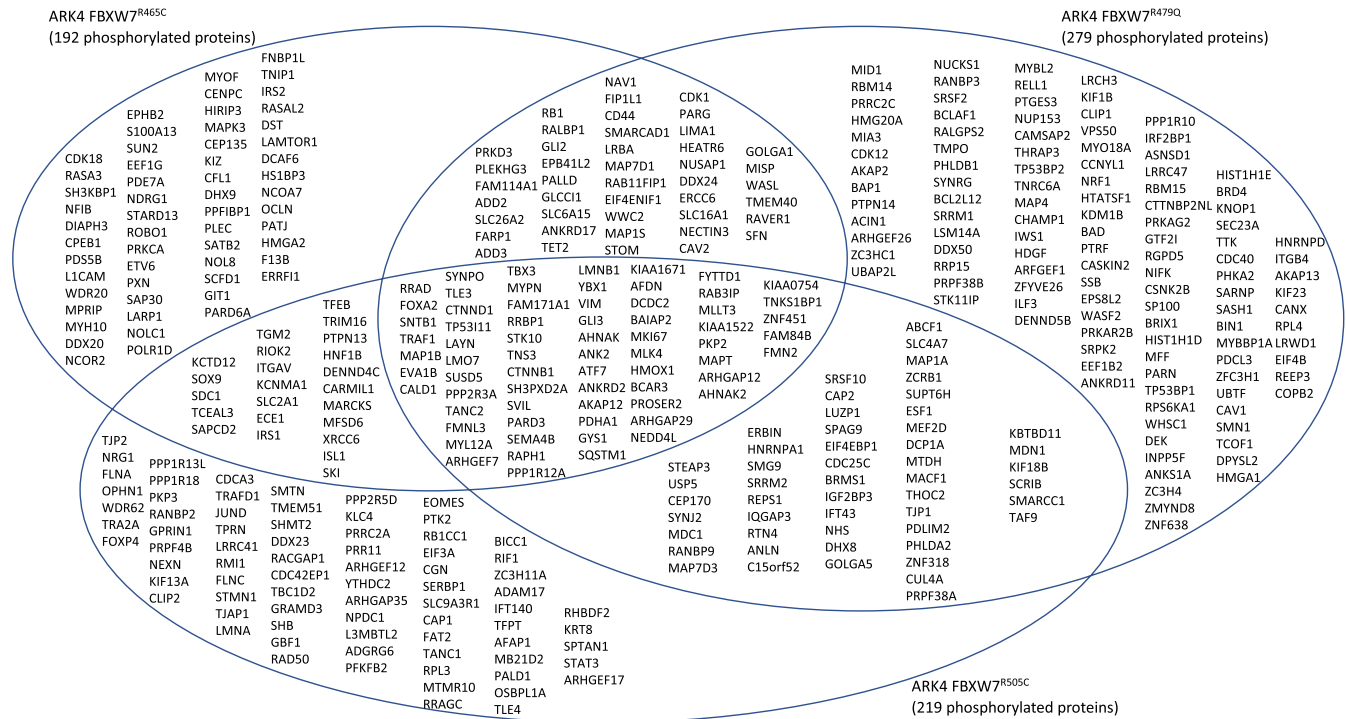 ARK4 FBXW7R465C
(192 phosphorylated proteins)
ARK4 FBXW7R479Q
(279 phosphorylated proteins)
CDK18
RASA3
SH3KBP1
NFIB
DIAPH3
CPEB1
PDS5B
L1CAM
WDR20
MPRIP
MYH10
DDX20
NCOR2
EPHB2
S100A13
SUN2
EEF1G
PDE7A
NDRG1
STARD13
ROBO1
PRKCA
ETV6
PXN
SAP30
LARP1
NOLC1
POLR1D
MYOF
CENPC
HIRIP3
MAPK3
CEP135
KIZ
CFL1
DHX9
PPFIBP1
PLEC
SATB2
NOL8
SCFD1
GIT1
PARD6A
FNBP1L
TNIP1
IRS2
RASAL2
DST
LAMTOR1
DCAF6
HS1BP3
NCOA7
OCLN
PATJ
HMGA2
F13B
ERRFI1
PRKD3
PLEKHG3
FAM114A1
ADD2
SLC26A2
FARP1
ADD3
RB1
RALBP1
GLI2
EPB41L2
PALLD
GLCCI1
SLC6A15
ANKRD17
TET2
NAV1
FIP1L1
CD44
SMARCAD1
LRBA
MAP7D1
RAB11FIP1
EIF4ENIF1
WWC2
MAP1S
STOM
CDK1
PARG
LIMA1
HEATR6
NUSAP1
DDX24
ERCC6
SLC16A1
NECTIN3
CAV2
GOLGA1
MISP
WASL
TMEM40
RAVER1
SFN
MID1
RBM14
PRRC2C
HMG20A
MIA3
CDK12
AKAP2
BAP1
PTPN14
ACIN1
ARHGEF26
ZC3HC1
UBAP2L
NUCKS1
RANBP3
SRSF2
BCLAF1
RALGPS2
TMPO
PHLDB1
SYNRG
BCL2L12
SRRM1
LSM14A
DDX50
RRP15
PRPF38B
STK11IP
MYBL2
RELL1
PTGES3
NUP153
CAMSAP2
THRAP3
TP53BP2
TNRC6A
MAP4
CHAMP1
IWS1
HDGF
ARFGEF1
ZFYVE26
ILF3
DENND5B
LRCH3
KIF1B
CLIP1
VPS50
MYO18A
CCNYL1
NRF1
HTATSF1
KDM1B
BAD
PTRF
CASKIN2
SSB
EPS8L2
WASF2
PRKAR2B
SRPK2
EEF1B2
ANKRD11
PPP1R10
IRF2BP1
ASNSD1
LRRC47
RBM15
CTTNBP2NL
PRKAG2
GTF2I
RGPD5
NIFK
CSNK2B
SP100
BRIX1
HIST1H1D
MFF
PARN
TP53BP1
RPS6KA1
WHSC1
DEK
INPP5F
ANKS1A
ZC3H4
ZMYND8
ZNF638
HIST1H1E
BRD4
KNOP1
SEC23A
TTK
CDC40
PHKA2
SARNP
SASH1
BIN1
MYBBP1A
PDCL3
ZFC3H1
UBTF
CAV1
SMN1
TCOF1
DPYSL2
HMGA1
HNRNPD
ITGB4
AKAP13
KIF23
CANX
RPL4
LRWD1
EIF4B
REEP3
COPB2
KCTD12
SOX9
SDC1
TCEAL3
SAPCD2
TGM2
RIOK2
ITGAV
KCNMA1
SLC2A1
ECE1
IRS1
TFEB
TRIM16
PTPN13
HNF1B
DENND4C
CARMIL1
MARCKS
MFSD6
XRCC6
ISL1
SKI
RRAD
FOXA2
SNTB1
TRAF1
MAP1B
EVA1B
CALD1
SYNPO
TLE3
CTNND1
TP53I11
LAYN
LMO7
SUSD5
PPP2R3A
TANC2
FMNL3
MYL12A
ARHGEF7
TBX3
MYPN
FAM171A1
RRBP1
STK10
TNS3
CTNNB1
SH3PXD2A
SVIL
PARD3
SEMA4B
RAPH1
PPP1R12A
LMNB1
YBX1
VIM
GLI3
AHNAK
ANK2
ATF7
ANKRD2
AKAP12
PDHA1
GYS1
SQSTM1
KIAA1671
AFDN
DCDC2
BAIAP2
MKI67
MLK4
HMOX1
BCAR3
PROSER2
ARHGAP29
NEDD4L
FYTTD1
RAB3IP
MLLT3
KIAA1522
PKP2
MAPT
ARHGAP12
AHNAK2
KIAA0754
TNKS1BP1
ZNF451
FAM84B
FMN2
STEAP3
USP5
CEP170
SYNJ2
MDC1
RANBP9
MAP7D3
ERBIN
HNRNPA1
SMG9
SRRM2
REPS1
IQGAP3
RTN4
ANLN
C15orf52
SRSF10
CAP2
LUZP1
SPAG9
EIF4EBP1
CDC25C
BRMS1
IGF2BP3
IFT43
NHS
DHX8
GOLGA5
ABCF1
SLC4A7
MAP1A
ZCRB1
SUPT6H
ESF1
MEF2D
DCP1A
MTDH
MACF1
THOC2
TJP1
PDLIM2
PHLDA2
ZNF318
CUL4A
PRPF38A
KBTBD11
MDN1
KIF18B
SCRIB
SMARCC1
TAF9
TJP2
NRG1
FLNA
OPHN1
WDR62
TRA2A
FOXP4
PPP1R13L
PPP1R18
PKP3
RANBP2
GPRIN1
PRPF4B
NEXN
KIF13A
CLIP2
CDCA3
TRAFD1
JUND
TPRN
LRRC41
RMI1
FLNC
STMN1
TJAP1
LMNA
SMTN
TMEM51
SHMT2
DDX23
RACGAP1
CDC42EP1
TBC1D2
GRAMD3
SHB
GBF1
RAD50
PPP2R5D
KLC4
PRRC2A
PRR11
ARHGEF12
YTHDC2
ARHGAP35
NPDC1
L3MBTL2
ADGRG6
PFKFB2
EOMES
PTK2
RB1CC1
EIF3A
CGN
SERBP1
SLC9A3R1
CAP1
FAT2
TANC1
RPL3
MTMR10
RRAGC
BICC1
RIF1
ZC3H11A
ADAM17
IFT140
TFPT
AFAP1
MB21D2
PALD1
OSBPL1A
TLE4
RHBDF2
KRT8
SPTAN1
STAT3
ARHGEF17
ARK4 FBXW7R505C
(219 phosphorylated proteins)